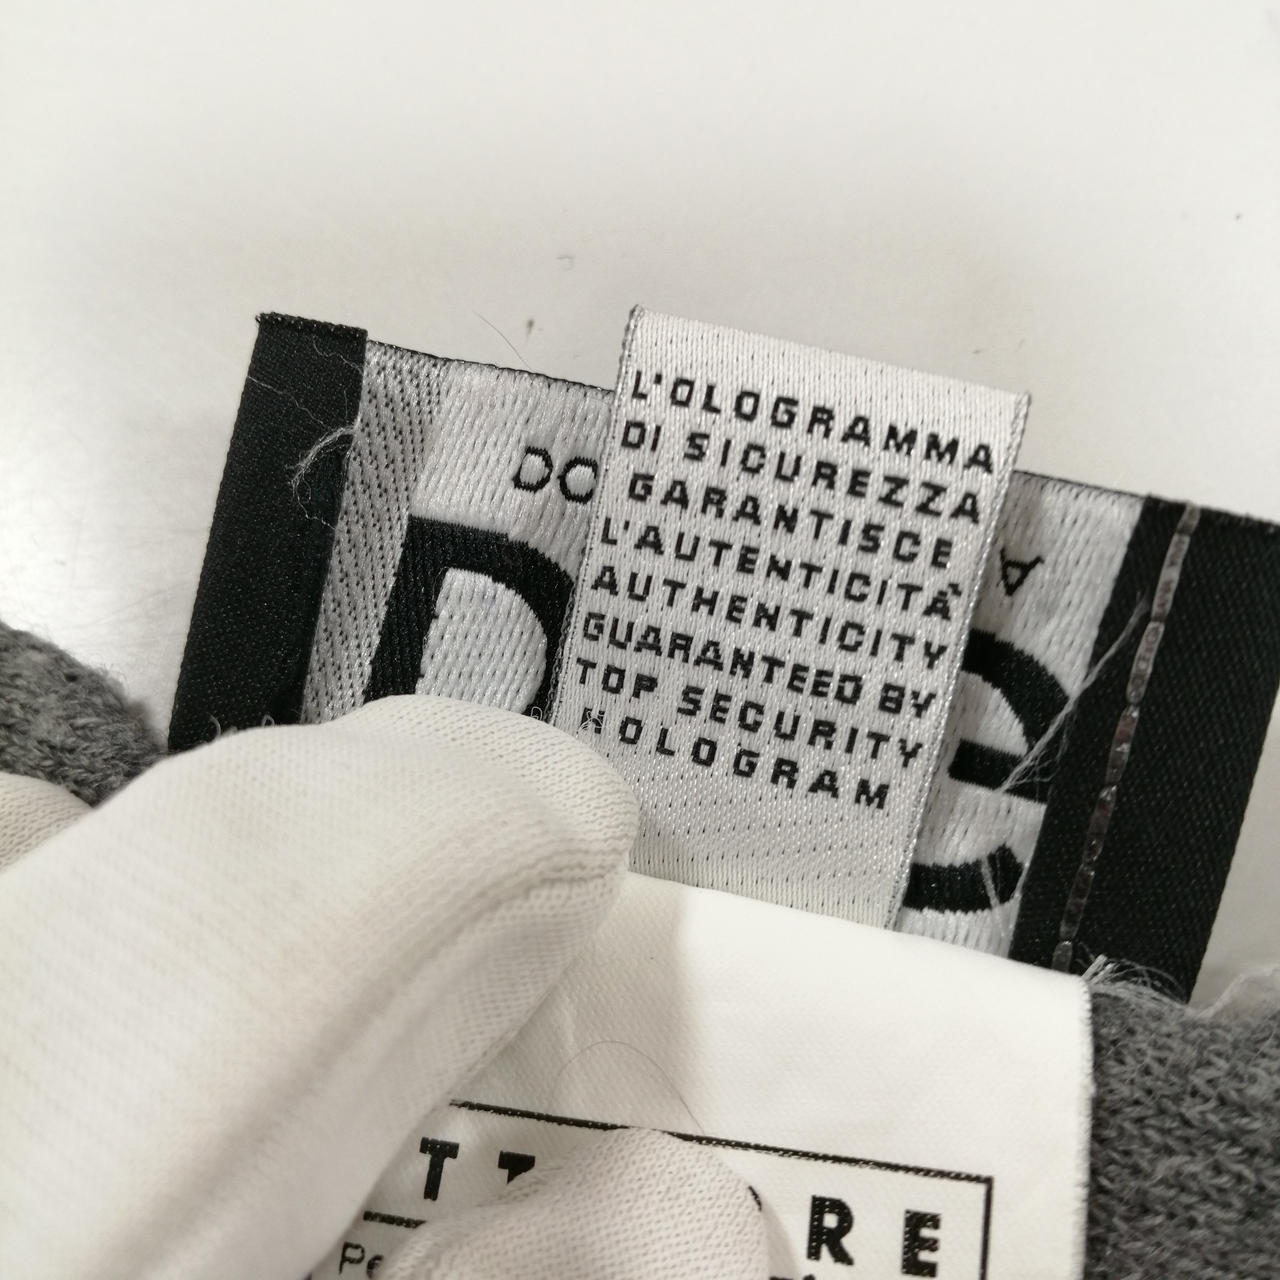 L'OLOGRAMMA
DI SICUREZZA
GARANTISCE
L'AUTENTICITÀ
AUTHENTICITY
GUARANTEED BY
TOP SECURITY
HOLOGRAM